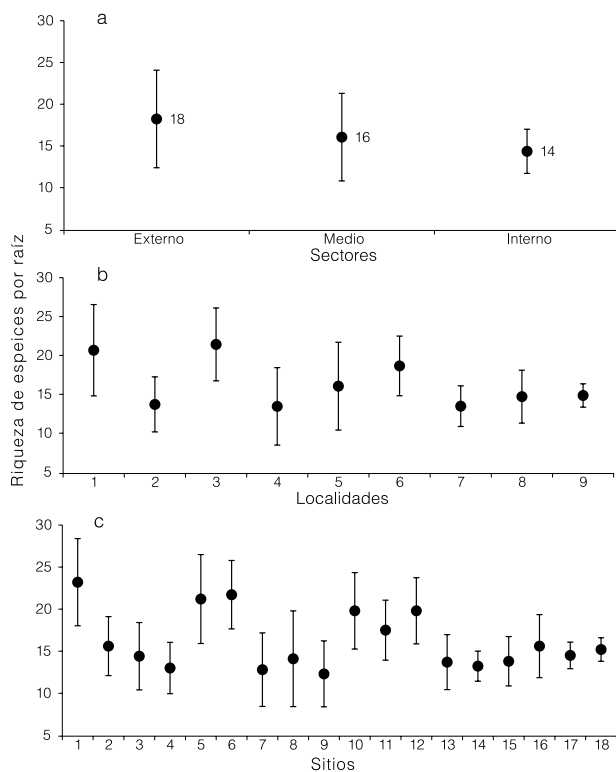 a
30
25
20
15
10
5
18
16
14
Externo Medio Interno
Sectores
Riqueza de espeices por raíz
b
30
25
20
15
10
5
1 2 3 4 5 6 7 8 9
Localidades
c
30
25
20
15
10
5
1 2 3 4 5 6 7 8 9 10 11 12 13 14 15 16 17 18
Sitios